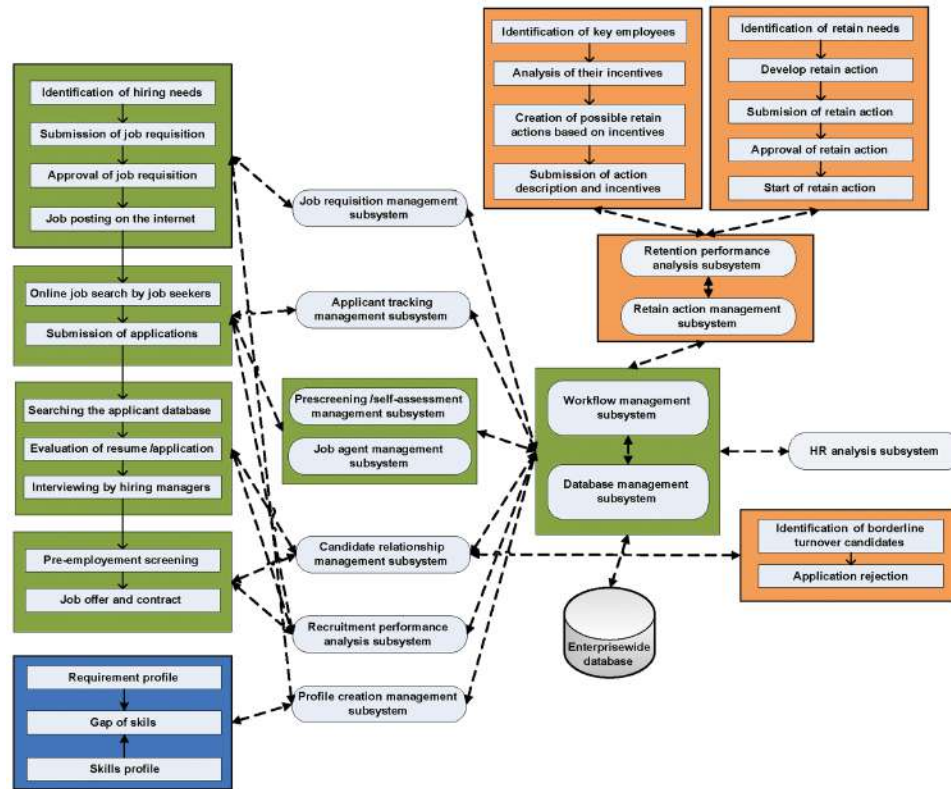 Identification of hiring needs
Submission of job requisition
Approval of job requisition
Job posting on the internet
Online job search by job seekers
Submission of applications
Searching the applicant database
Evaluation of resume /application
Interviewing by hiring managers
Pre-employement screening
Job offer and contract
Requirement profile
Gap of skils
Skills profile
Job requisition management
subsystem
Applicant tracking
management subsystem
Prescreening /self-assessment
management subsystem
Job agent management
subsystem
Candidate relationship
management subsystem
Recruitment performance
analysis subsystem
Profile creation management
subsystem
Identification of key employees
Analysis of their incentives
Creation of possible retain
actions based on incentives
Submission of action
description and incentives
Identification of retain needs
Develop retain action
Submision of retain action
Approval of retain action
Start of retain action
Retention performance
analysis subsystem
Retain action management
subsystem
Workflow management
subsystem
Database management
subsystem
HR analysis subsystem
Identification of borderline
turnover candidates
Application rejection
Enterprisewide
database